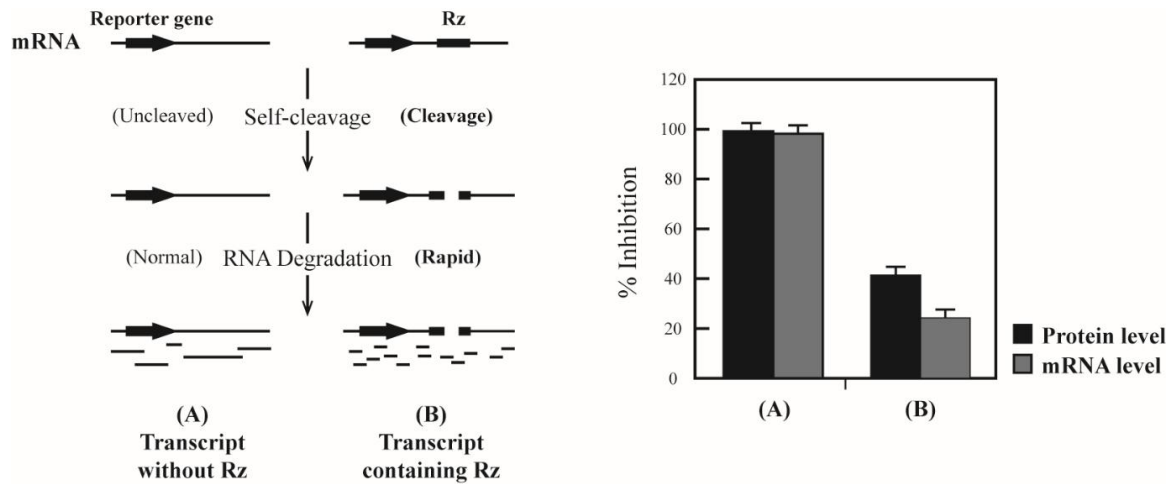 Reporter gene
Rz
mRNA
(Uncleaved)
Self-cleavage
(Cleavage)
(Normal)
RNA Degradation
(Rapid)
(A)
Transcript
without Rz
(B)
Transcript
containing Rz
% Inhibition
120
100
80
60
40
20
0
(A)
(B)
Protein level
mRNA level